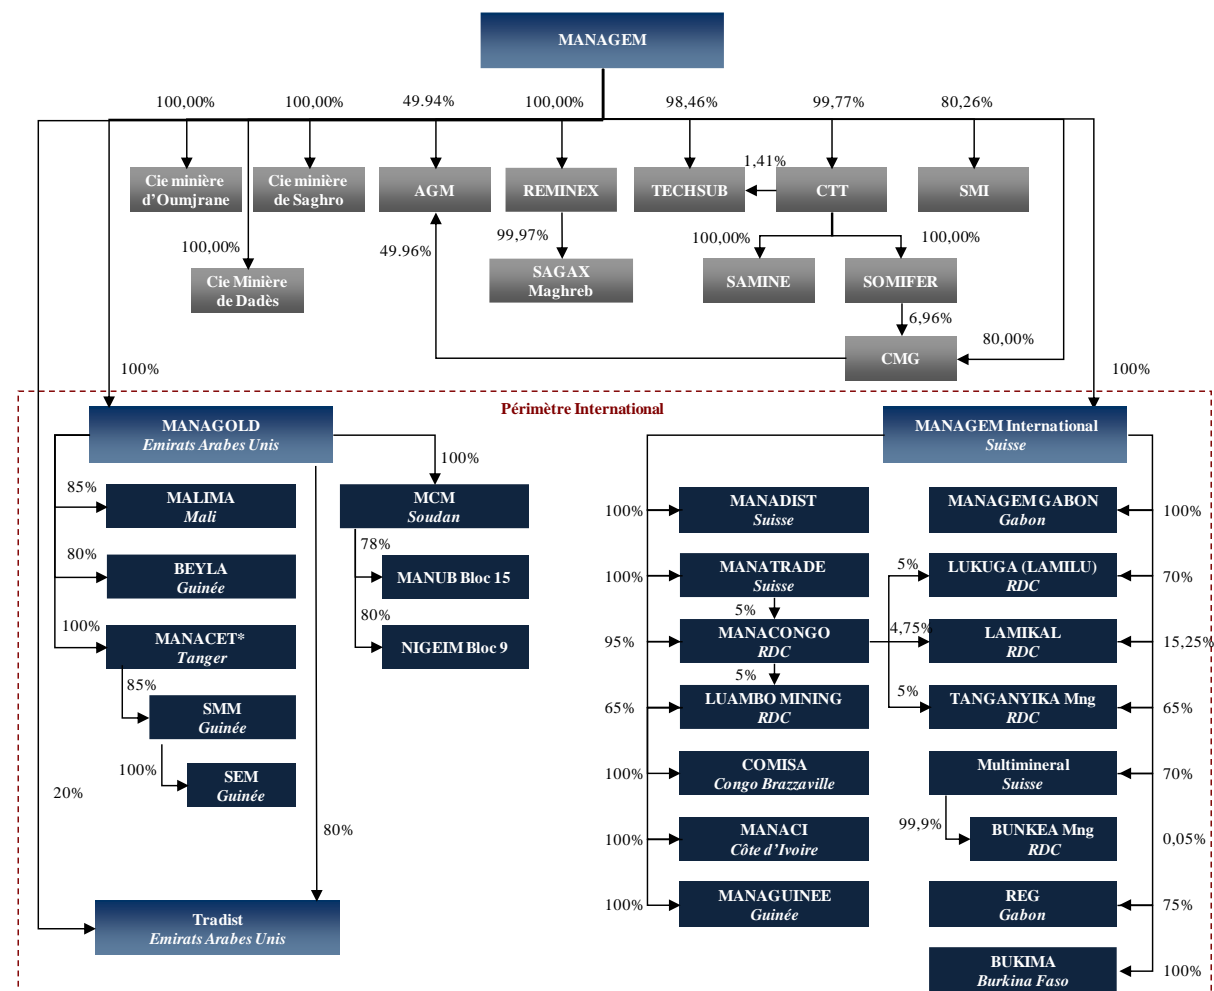 MANAGEM
100,00%
100,00%
49.94%
100,00%
98,46%
99,77%
80,26%
Cie minière
d'Oumjrane
Cie minière
de Saghro
AGM
REMINEX
TECHSUB
1,41%
CTT
SMI
100,00%
49.96%
99,97%
100,00%
100,00%
Cie Minière
de Dadès
SAGAX
Maghreb
SAMINE
SOMIFER
6,96%
80,00%
CMG
100%
100%
Périmètre International
MANAGOLD
Emirats Arabes Unis
MANAGEM International
Suisse
85%
MALIMA
Mali
100%
MCM
Soudan
80%
BEYLA
Guinée
78%
MANUB Bloc 15
100%
MANACET*
Tanger
80%
NIGEIM Bloc 9
85%
SMM
Guinée
100%
SEM
Guinée
20%
80%
Tradist
Emirats Arabes Unis
100%
MANADIST
Suisse
MANAGEM GABON
Gabon
100%
100%
MANATRADE
Suisse
5%
LUKUGA (LAMILU)
RDC
70%
5%
95%
MANACONGO
RDC
4,75%
LAMIKAL
RDC
15,25%
5%
65%
LUAMBO MINING
RDC
5%
TANGANYIKA Mng
RDC
65%
100%
COMISA
Congo Brazzaville
Multimineral
Suisse
70%
100%
MANACI
Côte d'Ivoire
99,9%
BUNKEA Mng
RDC
0,05%
100%
MANAGUINEE
Guinée
REG
Gabon
75%
BUKIMA
Burkina Faso
100%